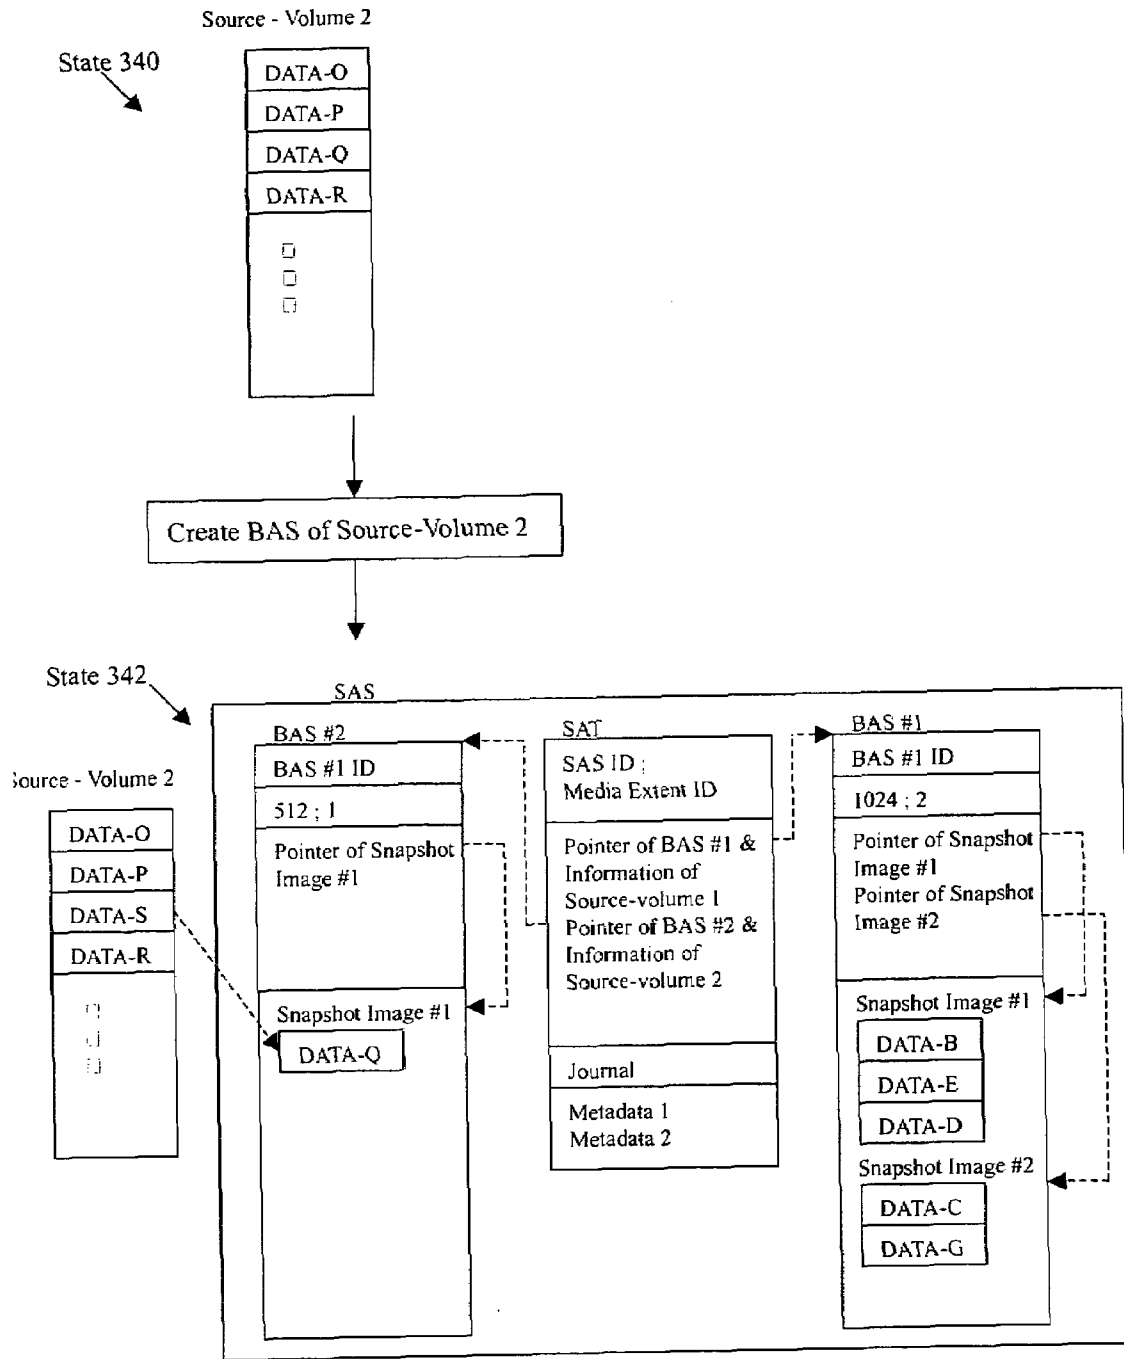 Source - Volume 2
State 340
DATA-O
DATA-P
DATA-Q
DATA-R
Create BAS of Source-Volume 2
State 342
SAS
Source - Volume 2
DATA-O
DATA-P
DATA-S
DATA-R
BAS #2
BAS #1 ID
512 ; 1
Pointer of Snapshot
Image #1
Snapshot Image #1
DATA-Q
SAT
SAS ID ;
Media Extent ID
Pointer of BAS #1 &
Information of
Source-volume 1
Pointer of BAS #2 &
Information of
Source-volume 2
Journal
Metadata 1
Metadata 2
BAS #1
BAS #1 ID
1024 ; 2
Pointer of Snapshot
Image #1
Pointer of Snapshot
Image #2
Snapshot Image #1
DATA-B
DATA-E
DATA-D
Snapshot Image #2
DATA-C
DATA-G